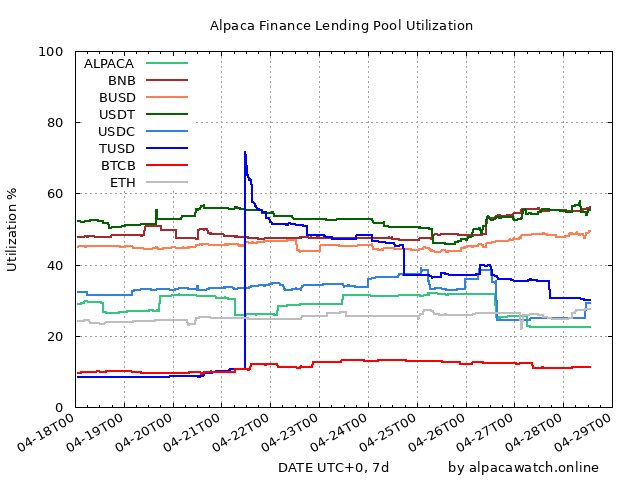 Alpaca Finance Lending Pool Utilization
100
80
60
40
20
0
Utilization %
ALPACA
BNB
BUSD
USDT
USDC
TUSD
BTCB
ETH
04-18T00
04-19T00
04-20T00
04-21T00
04-22T00
04-23T00
04-24T00
04-25T00
04-26T00
04-27T00
04-28T00
04-29T00
DATE UTC+0, 7d
by alpacawatch.online